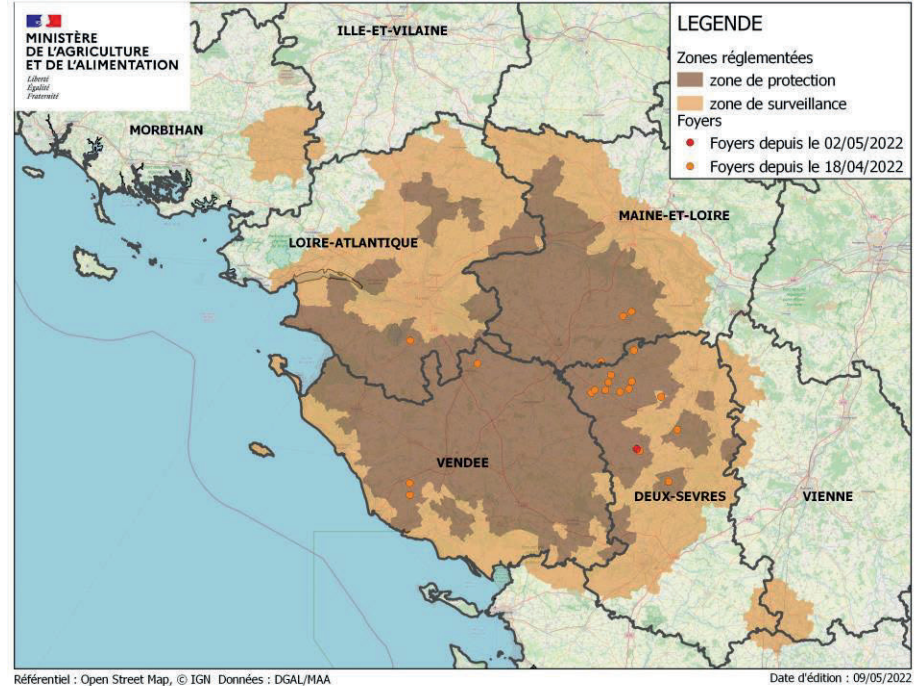 MINISTÈRE
DE L'AGRICULTURE
ET DE L'ALIMENTATION
Liberté
Égalité
Fraternité
ILLE-ET-VILAINE
LEGENDE
Zones réglementées
zone de protection
zone de surveillance
Foyers
Foyers depuis le 02/05/2022
Foyers depuis le 18/04/2022
MORBIHAN
MAINE-ET-LOIRE
LOIRE-ATLANTIQUE
VENDEE
DEUX-SEVRES
VIENNE
Référentiel : Open Street Map, © IGN Données : DGAL/MAA
Date d'édition : 09/05/2022